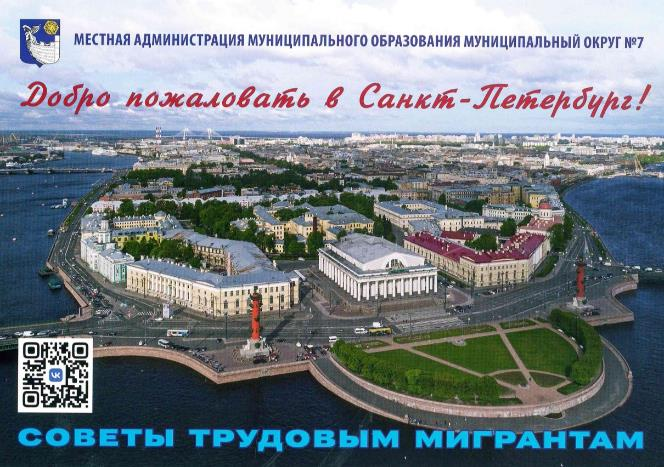 МЕСТНАЯ АДМИНИСТРАЦИЯ МУНИЦИПАЛЬНОГО ОБРАЗОВАНИЯ МУНИЦИПАЛЬНЫЙ ОКРУГ №7
Добро пожаловать в Санкт-Петербург!
СОВЕТЫ ТРУДОВЫМ МИГРАНТАМ